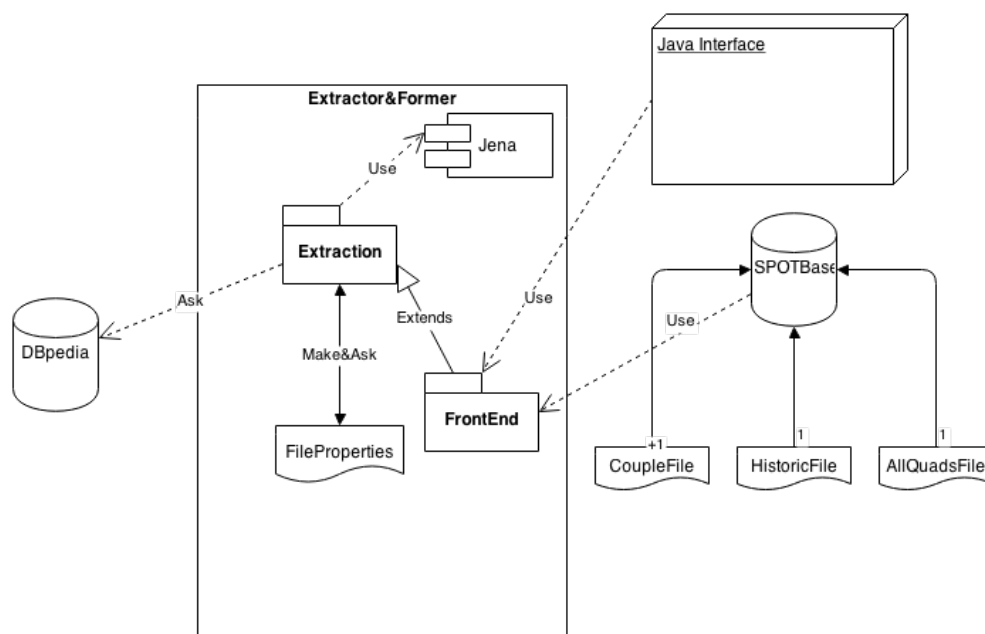 Java Interface
Extractor&Former
Jena
Use
Extraction
SPOTBase
Ask
Use
Extends
Use
DBpedia
Make&Ask
FrontEnd
FileProperties
+1
1
1
CoupleFile
HistoricFile
AllQuadsFile